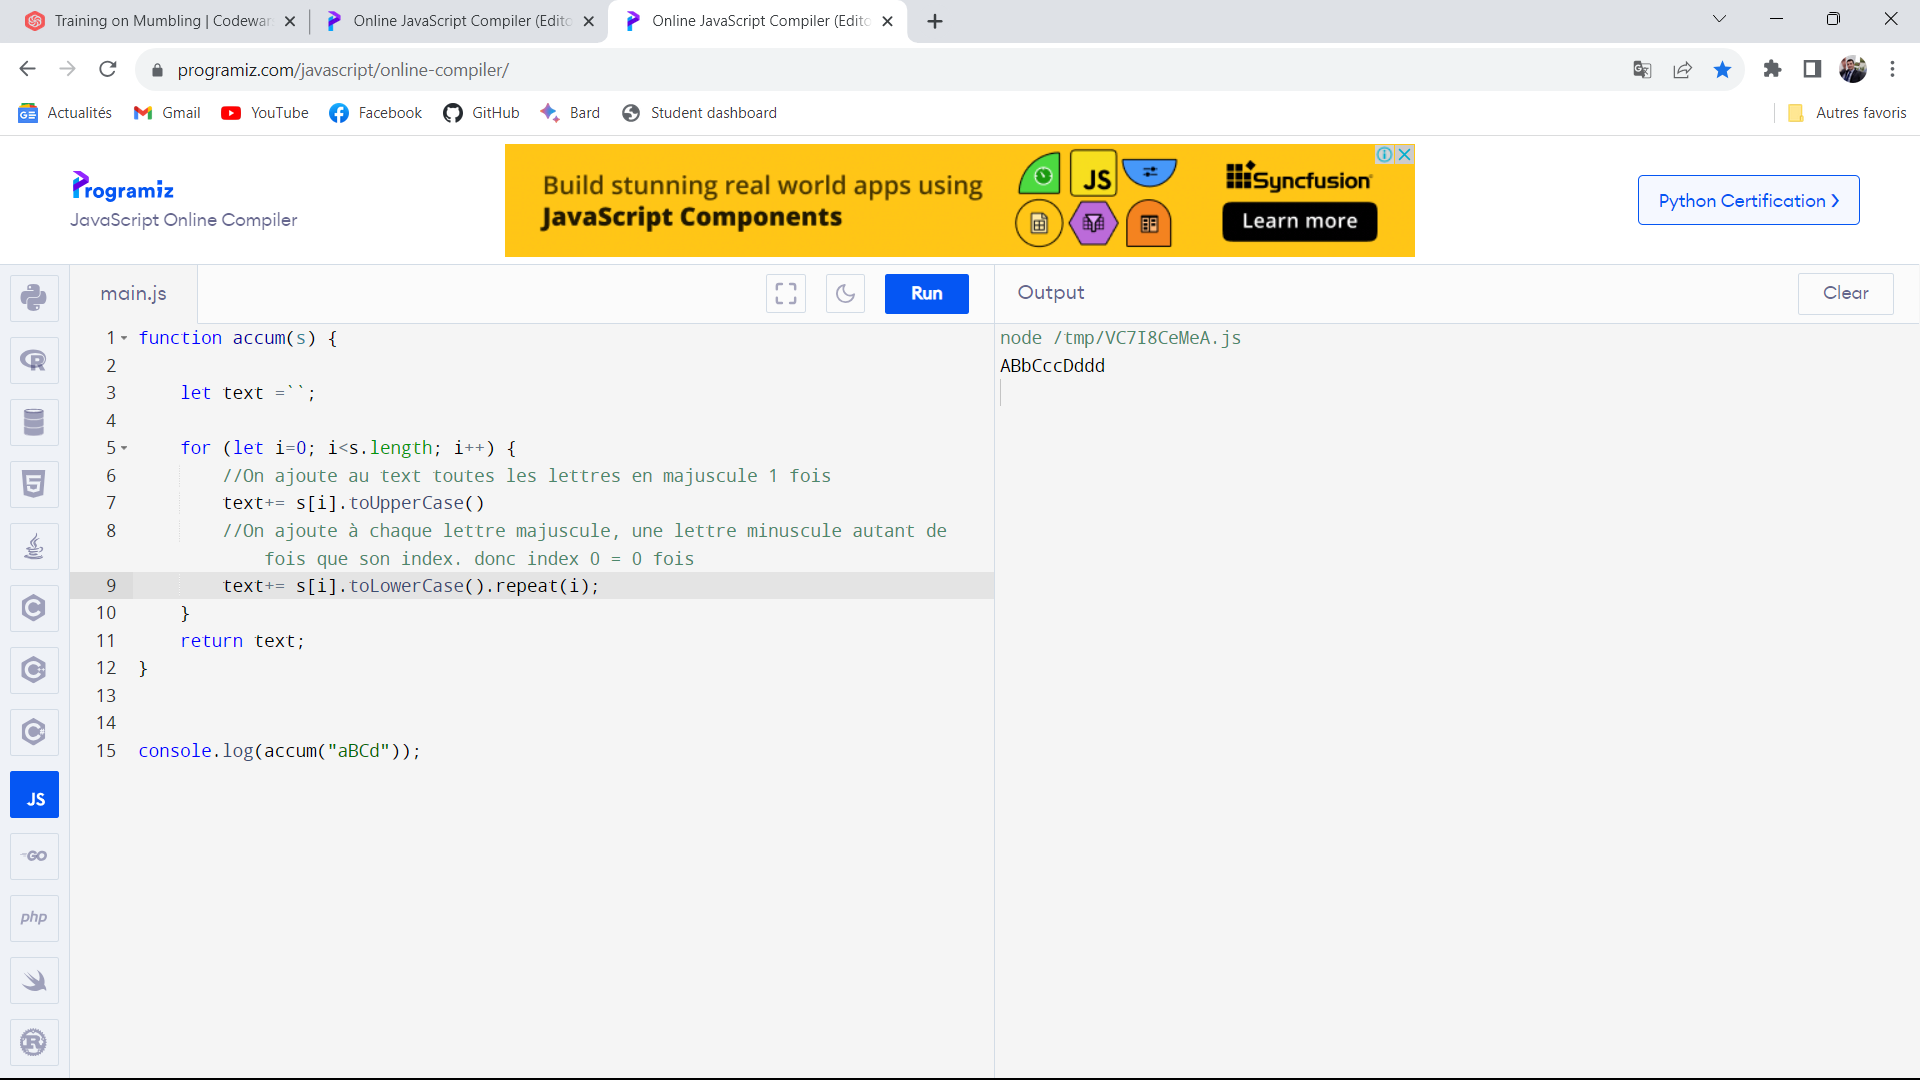 Training on Mumbling | Codewar
Online JavaScript Compiler (Edito
Online JavaScript Compiler (Edito
programiz.com/javascript/online-compiler/
Actualités
Gmail
YouTube
Facebook
GitHub
Bard
Student dashboard
Autres favoris
Programiz
JavaScript Online Compiler
Build stunning real world apps using
JavaScript Components
JS
Syncfusion
Learn more
Python Certification >
main.js
Run
Output
Clear
1 function accum(s) {
2
3 let text =``;
4
5 for (let i=0; i<s.length; i++) {
6 //On ajoute au text toutes les lettres en majuscule 1 fois
7 text+= s[i].toUpperCase()
8 //On ajoute à chaque lettre majuscule, une lettre minuscule autant de
fois que son index. donc index 0 = 0 fois
9 text+= s[i].toLowerCase().repeat(i);
10 }
11 return text;
12 }
13
14
15 console.log(accum("aBCd"));
node /tmp/VC7I8CeMeA.js
ABbCccDddd
R
5
C
C
C
JS
GO
php
R